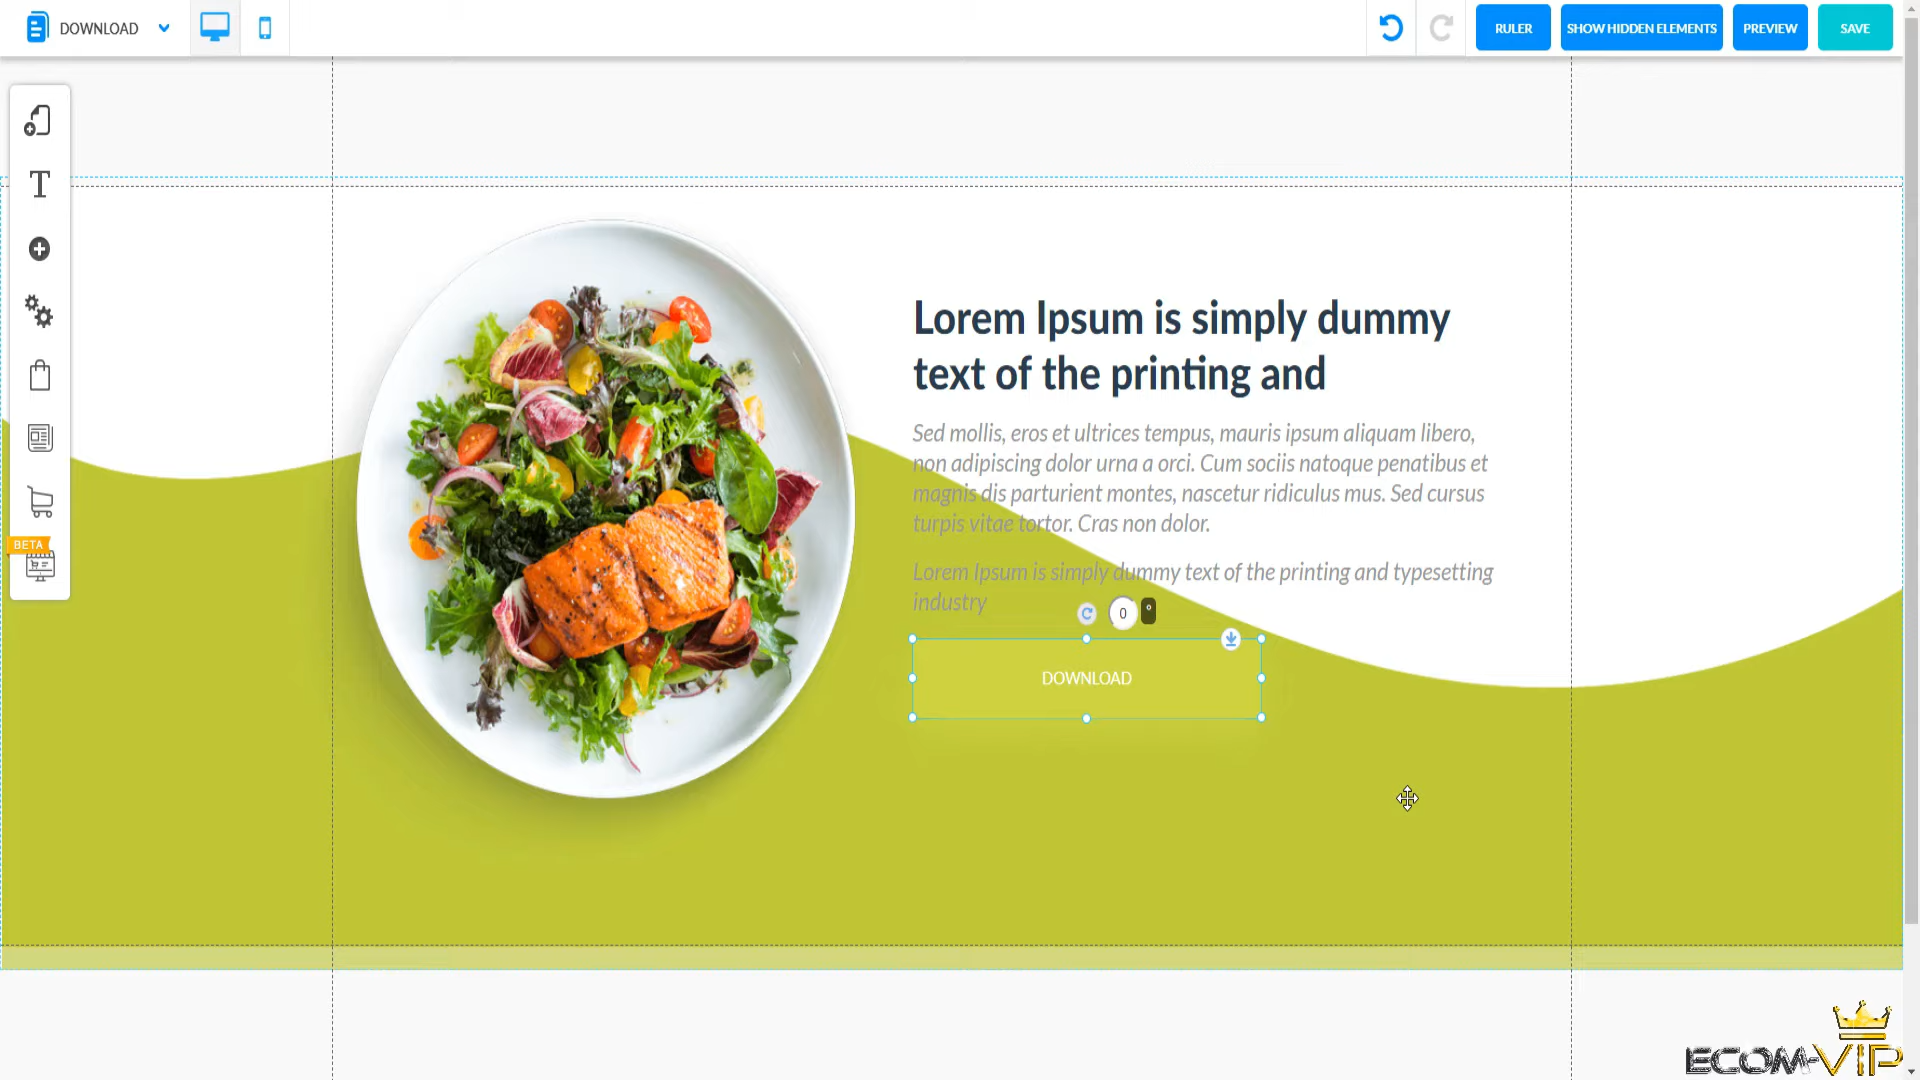 DOWNLOAD
RULER
SHOW HIDDEN ELEMENTS
PREVIEW
SAVE
BETA
Lorem Ipsum is simply dummy
text of the printing and
Sed mollis, eros et ultrices tempus, mauris ipsum aliquam libero,
non adipiscing dolor urna a orci. Cum sociis natoque penatibus et
magnis dis parturient montes, nascetur ridiculus mus. Sed cursus
turpis vitae tortor. Cras non dolor.
Lorem Ipsum is simply dummy text of the printing and typesetting
industry
0 °
DOWNLOAD
ECOM-VIP